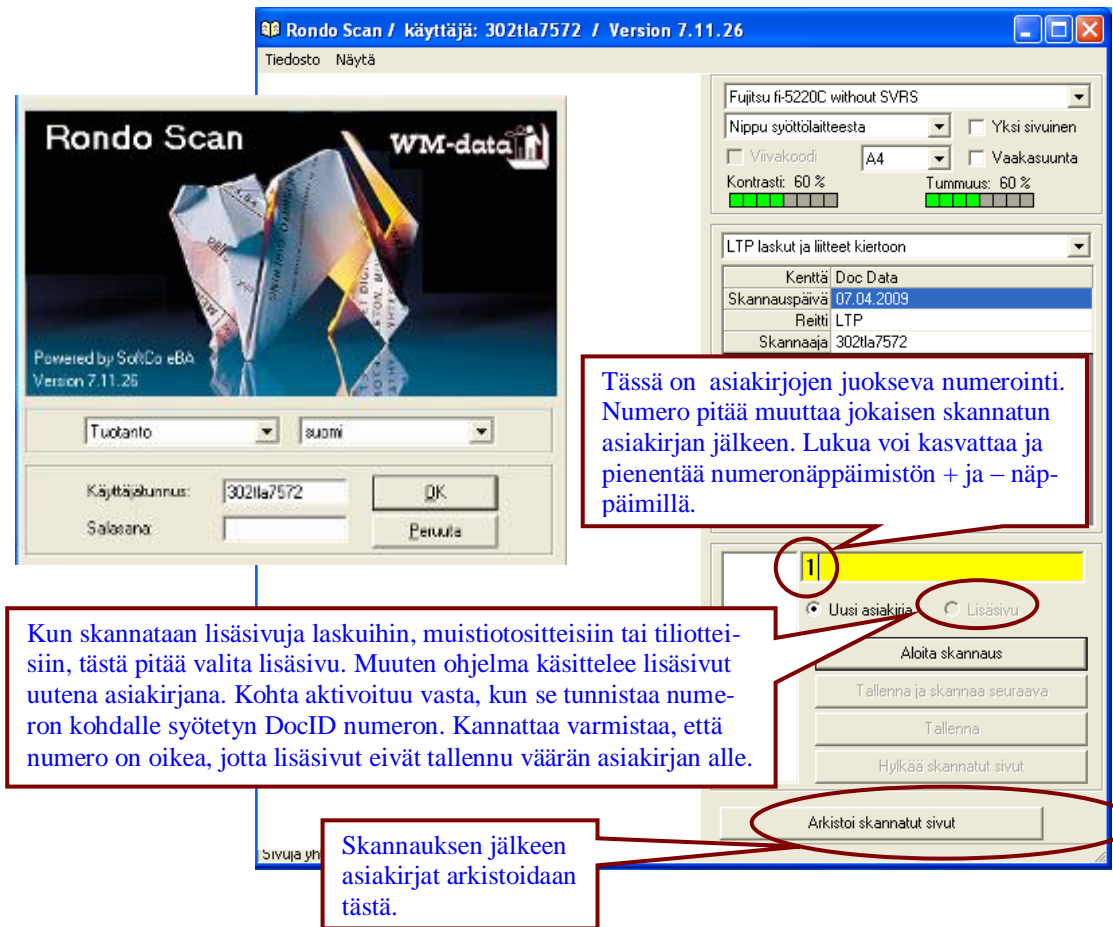 Rondo Scan / käyttäjä: 302tla7572 / Version 7.11.26
Tiedosto Näytä
Rondo Scan
WM-data
Powered by SoftCo eBA
Version 7.11.26
Tuotanto
suomi
Käyttäjätunnus: 302tla7572
OK
Salasana:
Peruuta
Fujitsu fi-5220C without SVRS
Nippu syöttölaitteesta
Yksi sivuinen
Viivakoodi
A4
Vaakasuunta
Kontrasti: 60 %
Tummuus: 60 %
LTP laskut ja liitteet kiertoon
Kenttä Doc Data
Skannauspäivä 07.04.2009
Reitti LTP
Skannaaja 302tla7572
Tässä on asiakirjojen juokseva numerointi.
Numero pitää muuttaa jokaisen skannatun
asiakirjan jälkeen. Lukua voi kasvattaa ja
pienentää numeronäppäimistön + ja – näp-
päimillä.
1
Uusi asiakirja
Lisäsivu
Kun skannataan lisäsivuja laskuihin, muistiotositteisiin tai tiliottei-
siin, tästä pitää valita lisäsivu. Muuten ohjelma käsittelee lisäsivut
uutena asiakirjana. Kohta aktivoituu vasta, kun se tunnistaa nume-
ron kohdalle syötetyn DocID numeron. Kannattaa varmistaa, että
numero on oikea, jotta lisäsivut eivät tallennu väärän asiakirjan alle.
Aloita skannaus
Tallenna ja skannaa seuraava
Tallenna
Hylkää skannatut sivut
Arkistoi skannatut sivut
Skannauksen jälkeen
asiakirjat arkistoidaan
tästä.
Sivuja yh